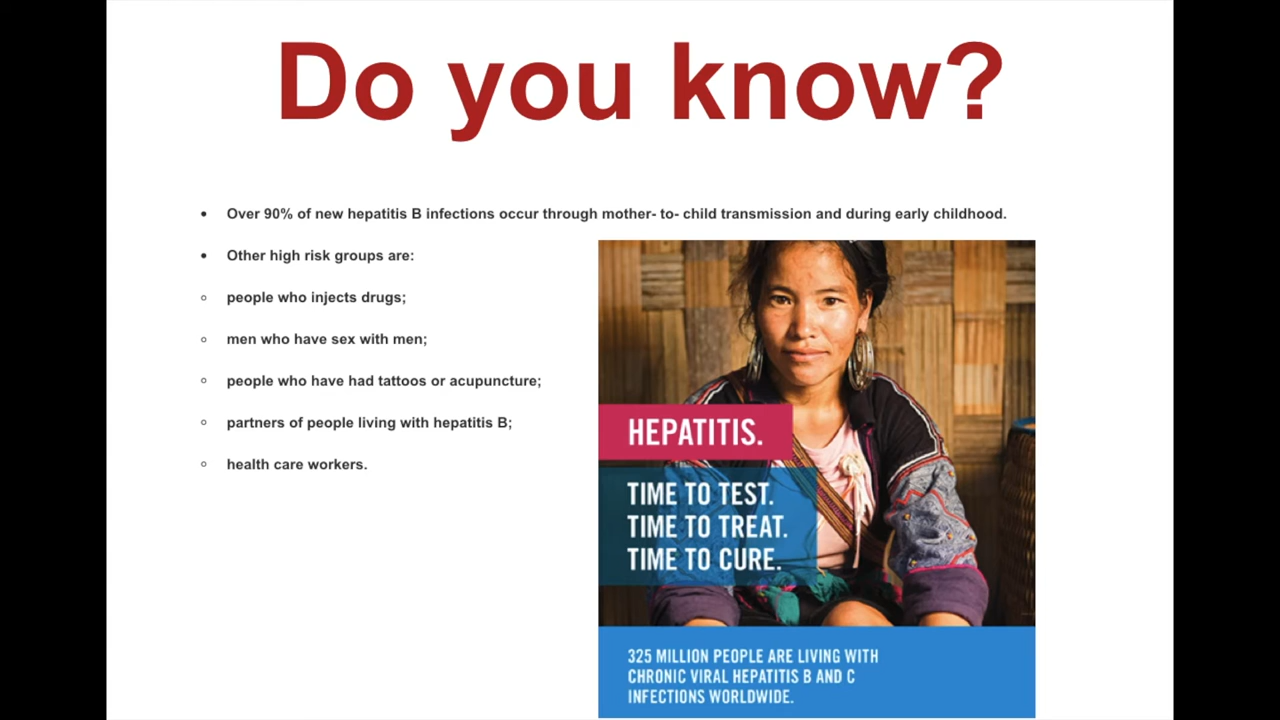 Do you know?
• Over 90% of new hepatitis B infections occur through mother- to- child transmission and during early childhood.
• Other high risk groups are:
○ people who injects drugs;
○ men who have sex with men;
○ people who have had tattoos or acupuncture;
○ partners of people living with hepatitis B;
○ health care workers.
HEPATITIS.
TIME TO TEST.
TIME TO TREAT.
TIME TO CURE.
325 MILLION PEOPLE ARE LIVING WITH
CHRONIC VIRAL HEPATITIS B AND C
INFECTIONS WORLDWIDE.